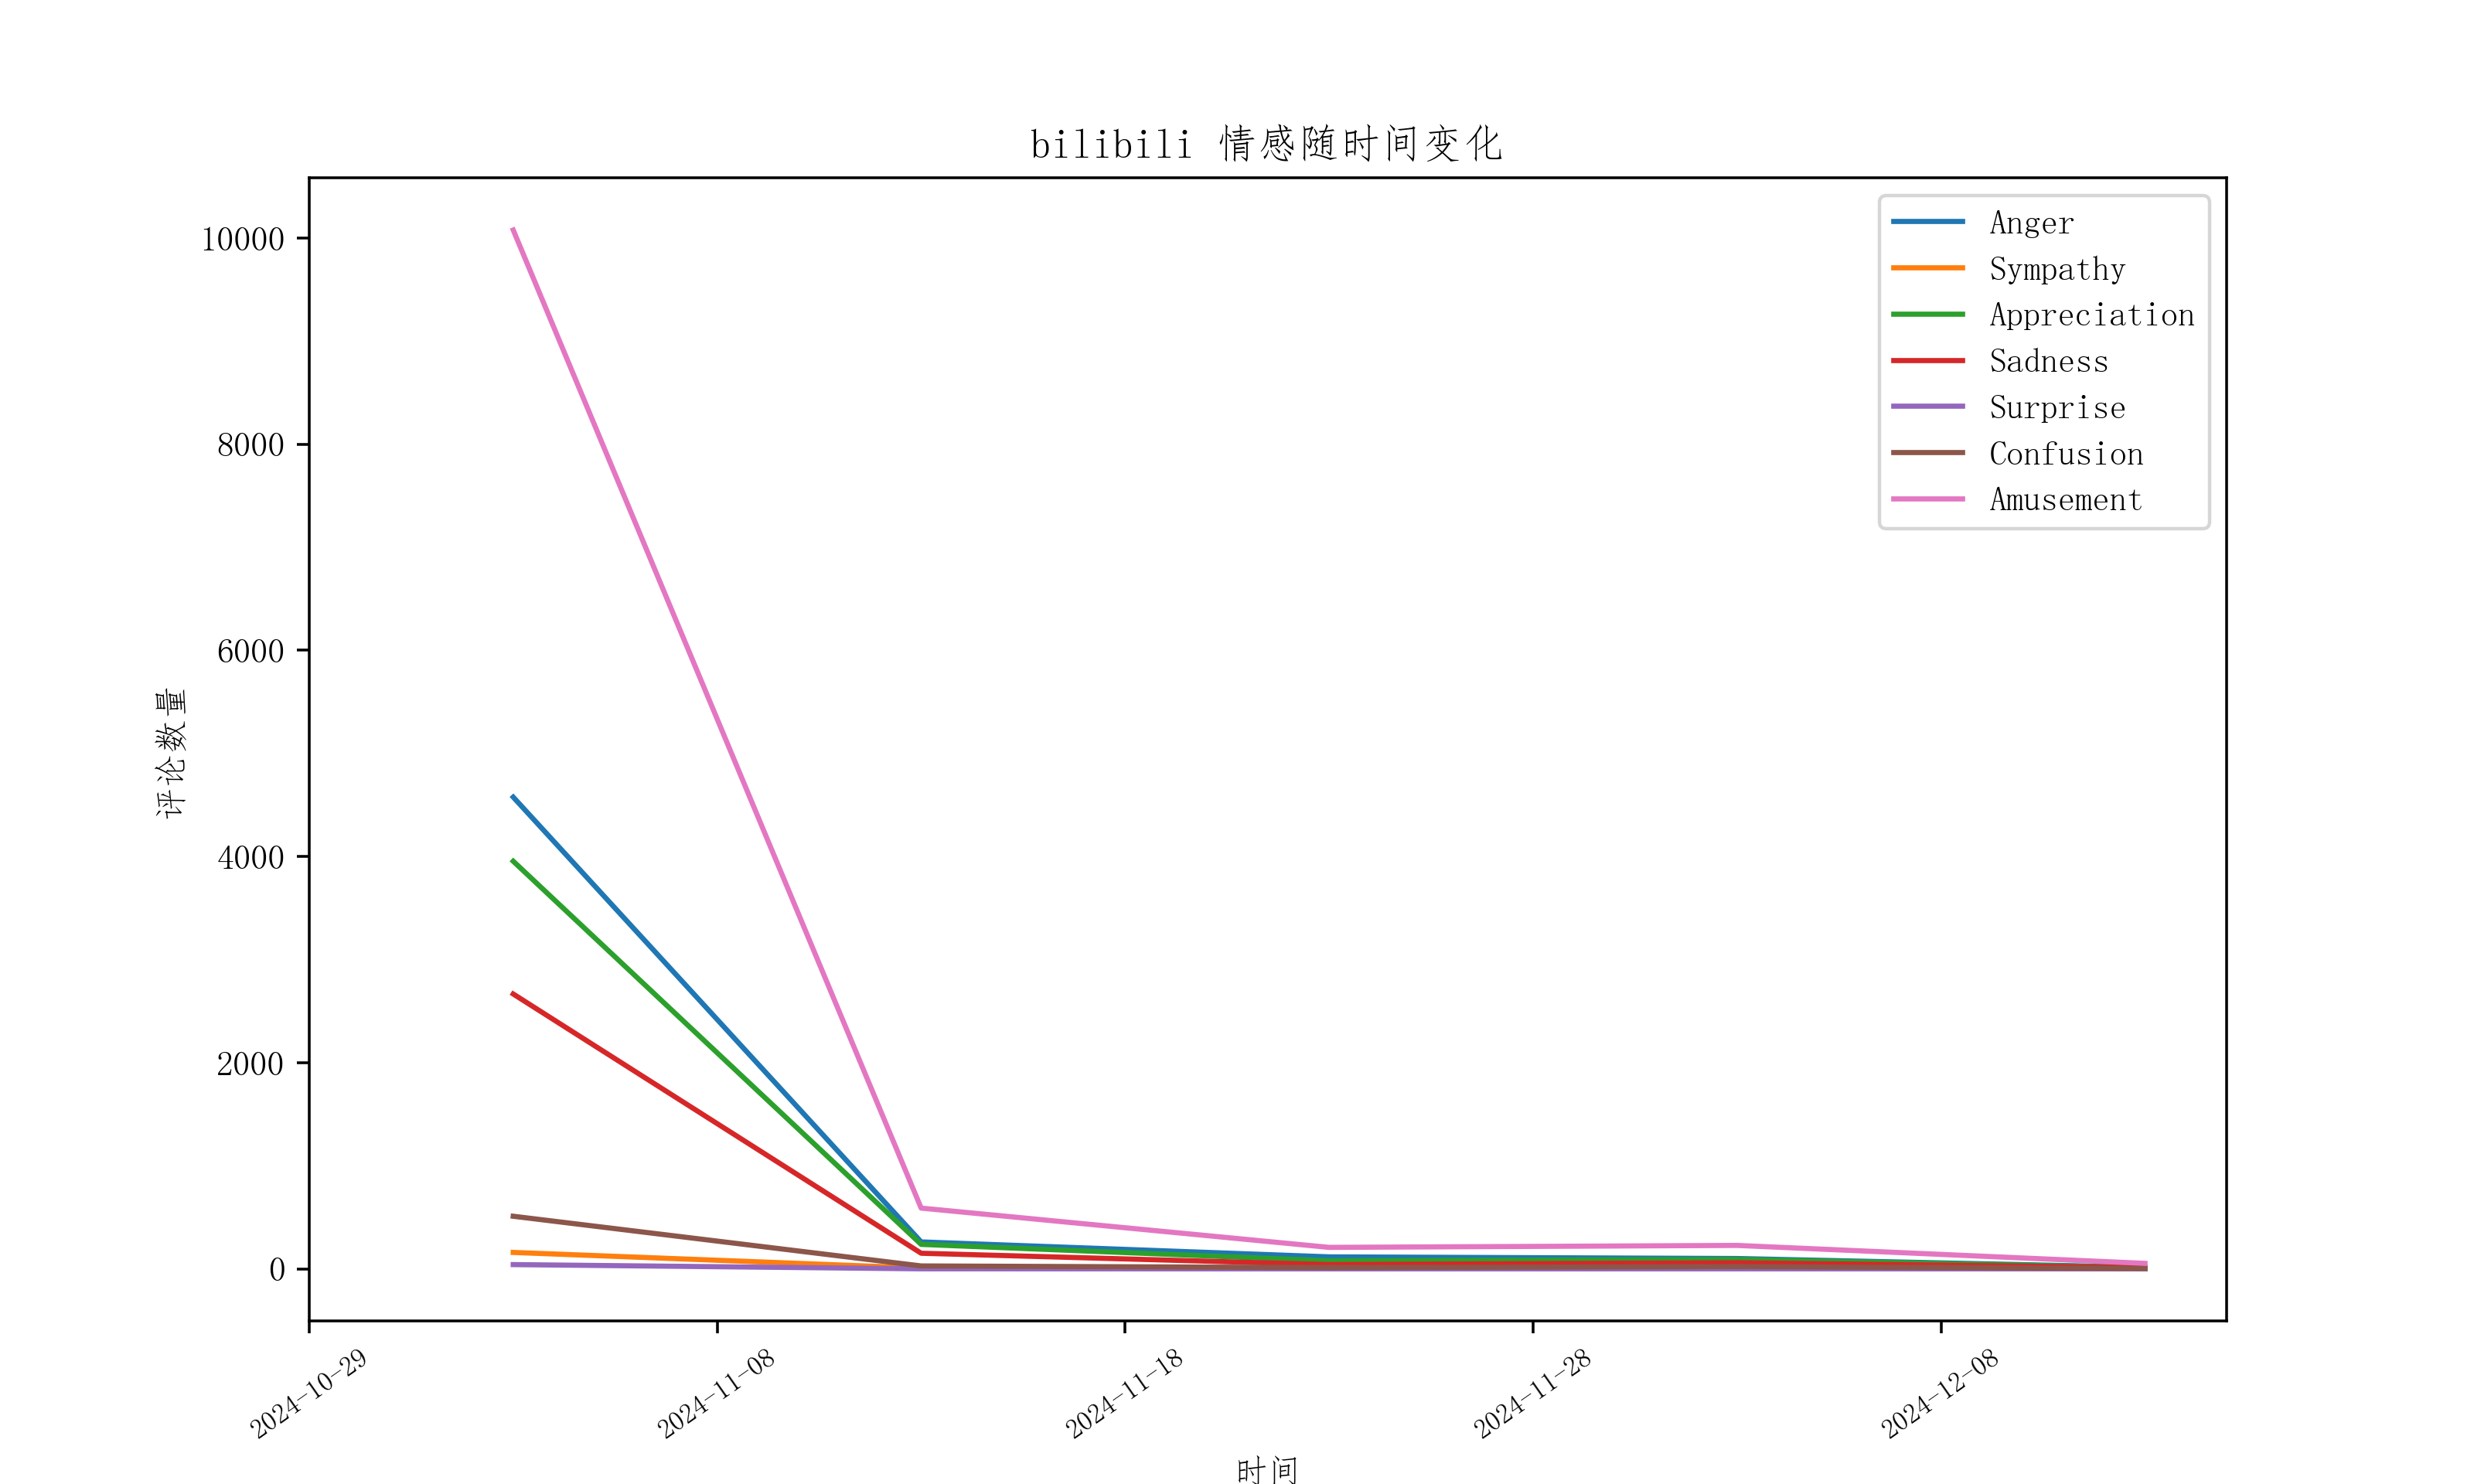 bilibili 情感随时间变化
Anger
Sympathy
Appreciation
Sadness
Surprise
Confusion
Amusement
10000
8000
6000
4000
2000
0
评论数量
2024-10-29
2024-11-08
2024-11-18
2024-11-28
2024-12-08
时间